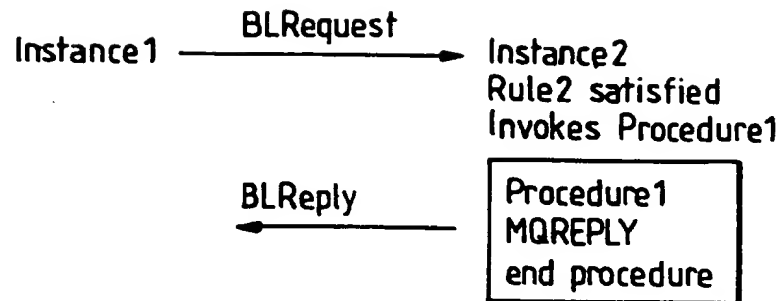 BLRequest
Instance1
Instance2
Rule2 satisfied
Invokes Procedure1
BLReply
Procedure1
MQREPLY
end procedure